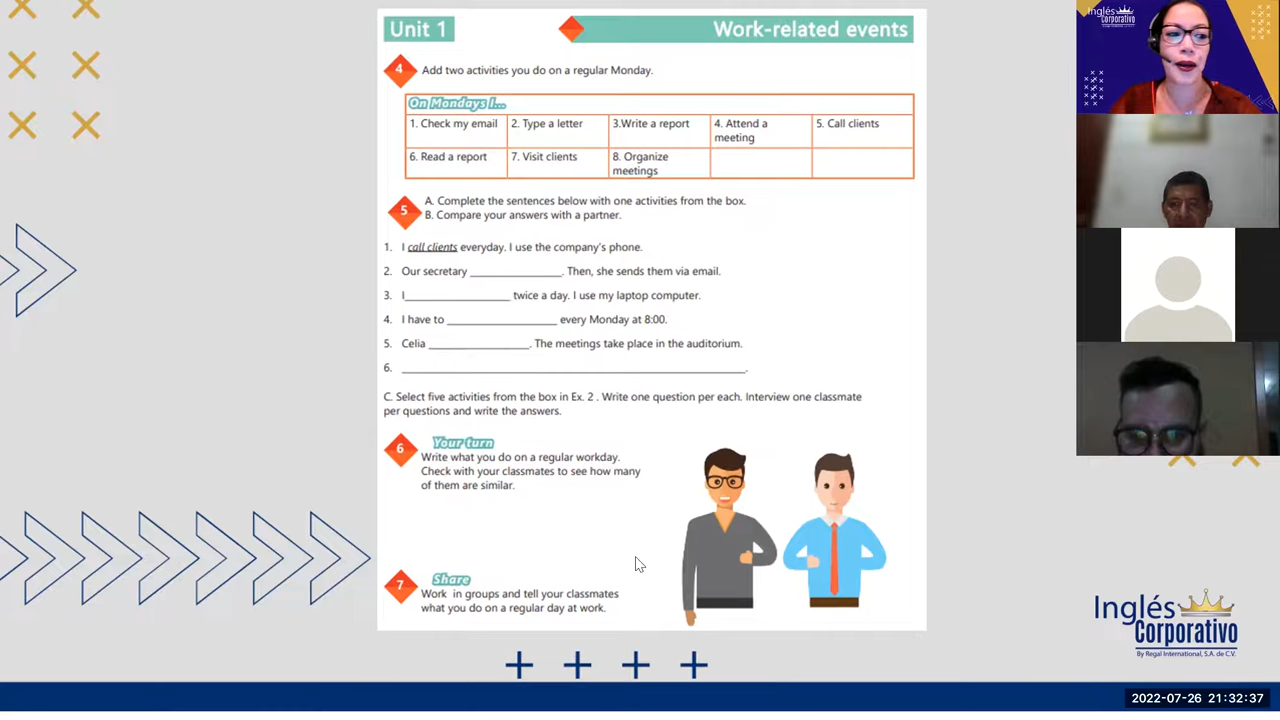 Unit 1
Work-related events
4 Add two activities you do on a regular Monday.
On Mondays I...
1. Check my email 2. Type a letter 3.Write a report 4. Attend a meeting 5. Call clients
6. Read a report 7. Visit clients 8. Organize meetings
5 A. Complete the sentences below with one activities from the box.
B. Compare your answers with a partner.
1. I call clients everyday. I use the company's phone.
2. Our secretary _______________. Then, she sends them via email.
3. I_________________ twice a day. I use my laptop computer.
4. I have to __________________ every Monday at 8:00.
5. Celia ________________. The meetings take place in the auditorium.
6. ________________________________________________________.
C. Select five activities from the box in Ex. 2 . Write one question per each. Interview one classmate
per questions and write the answers.
6 Your turn
Write what you do on a regular workday.
Check with your classmates to see how many
of them are similar.
7 Share
Work in groups and tell your classmates
what you do on a regular day at work.
Inglés
Corporativo
Inglés
Corporativo
By Regal International, S.A. de C.V.
2022-07-26 21:32:37